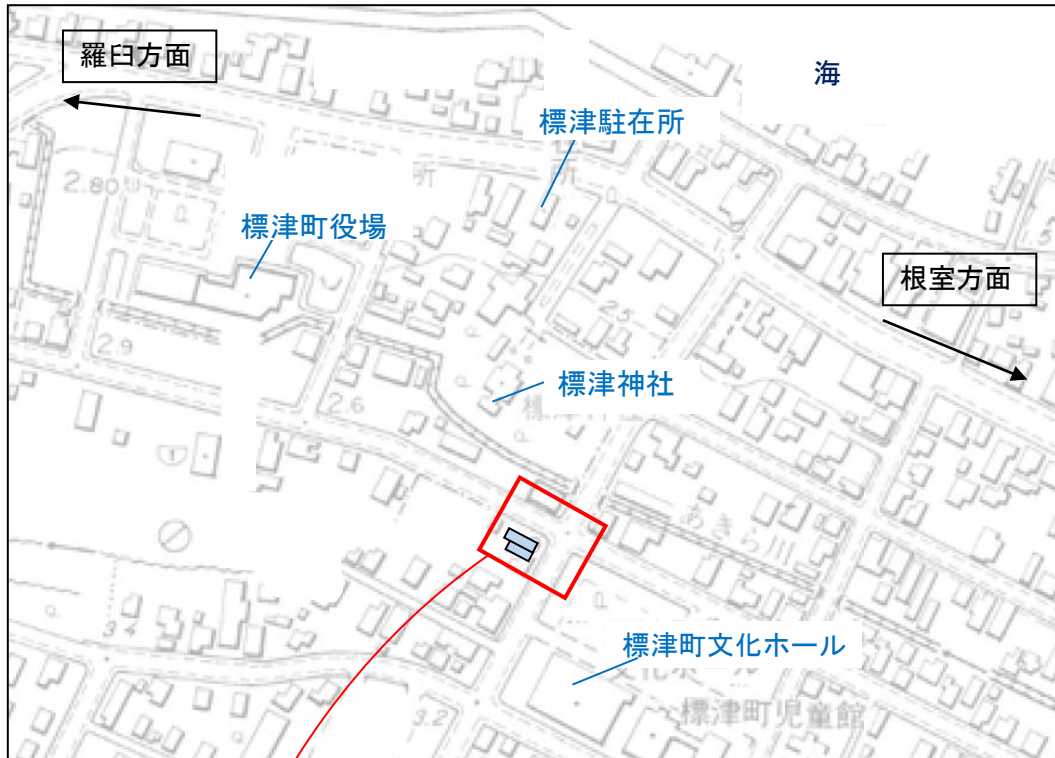 羅臼方面
海
標津駐在所
所
所
2.80
標津町役場
根室方面
2.9
標津神社
2.6
あきら川
標津町文化ホール
3.4
3.2
標津町児童館